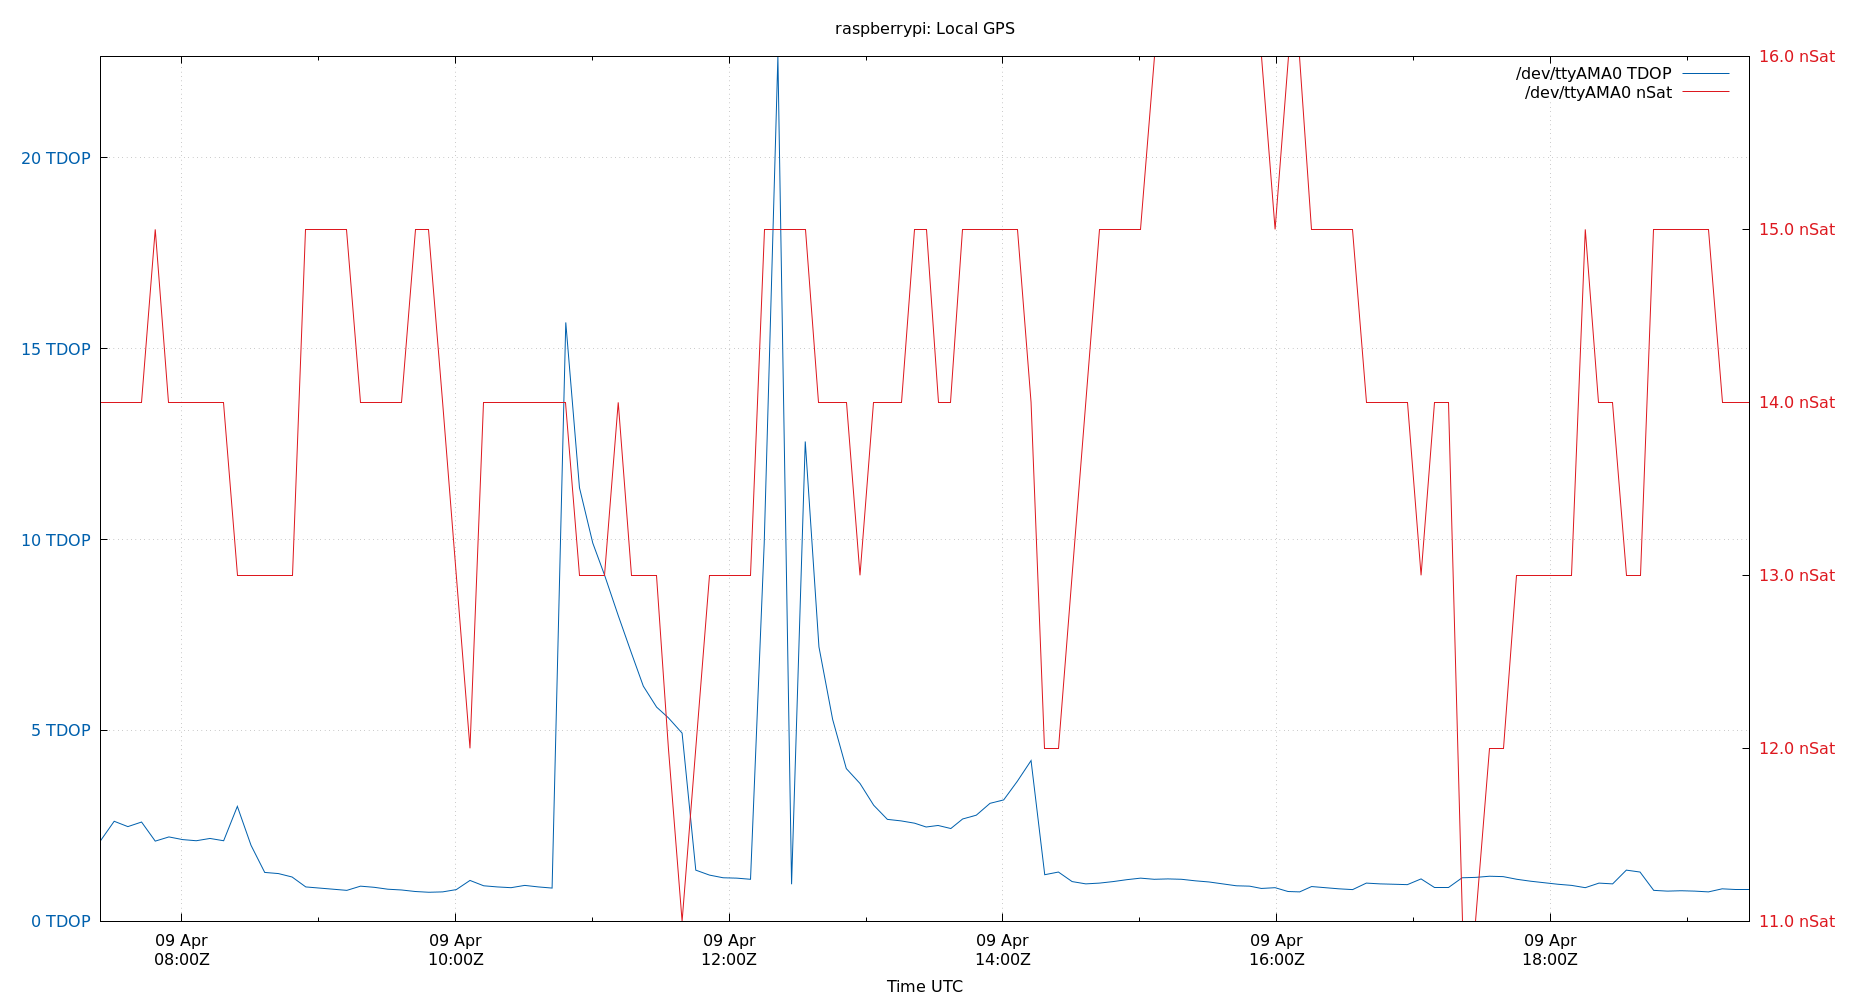 raspberrypi: Local GPS
/dev/ttyAMA0 TDOP
/dev/ttyAMA0 nSat
20 TDOP
15 TDOP
10 TDOP
5 TDOP
0 TDOP
16.0 nSat
15.0 nSat
14.0 nSat
13.0 nSat
12.0 nSat
11.0 nSat
09 Apr
08:00Z
09 Apr
10:00Z
09 Apr
12:00Z
09 Apr
14:00Z
09 Apr
16:00Z
09 Apr
18:00Z
Time UTC